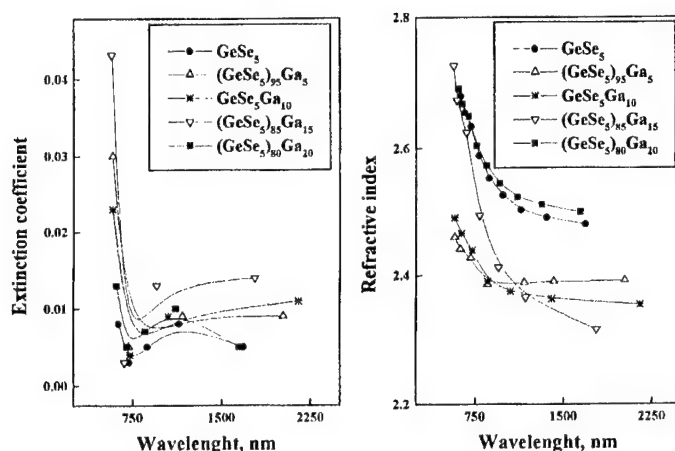 GeSe5
(GeSe5)95Ga5
GeSe5Ga10
(GeSe5)85Ga15
(GeSe5)80Ga20
0.04
0.03
0.02
0.01
0.00
Extinction coefficient
750
1500
2250
Wavelenght, nm
GeSe5
(GeSe5)95Ga5
GeSe5Ga10
(GeSe5)85Ga15
(GeSe5)80Ga20
2.8
2.6
2.4
2.2
Refractive index
750
1500
2250
Wavelenght, nm